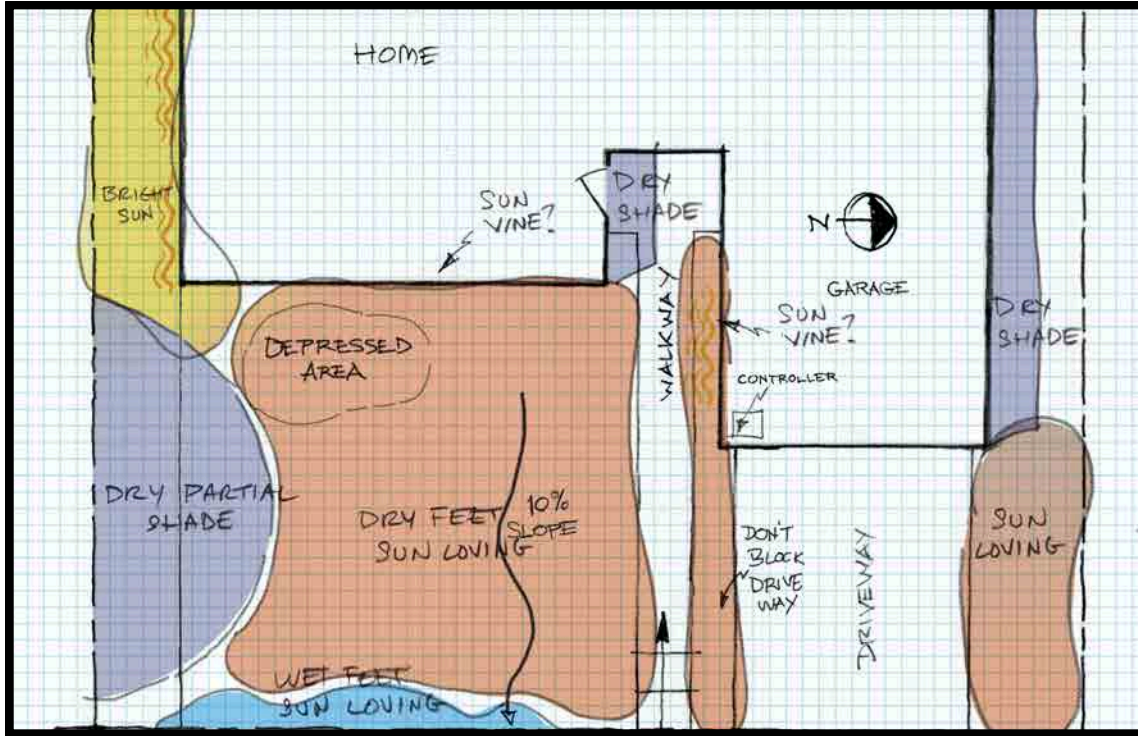 HOME
BRIGHT
SUN
SUN
VINE?
DRY
SHADE
N
GARAGE
WALKWAY
SUN
VINE?
DRY
SHADE
DEPRESSED
AREA
CONTROLLER
DRY PARTIAL
SHADE
DRY FEET
SUN LOVING
10%
SLOPE
DON'T
BLOCK
DRIVE
WAY
DRIVEWAY
SUN
LOVING
WET FEET
SUN LOVING